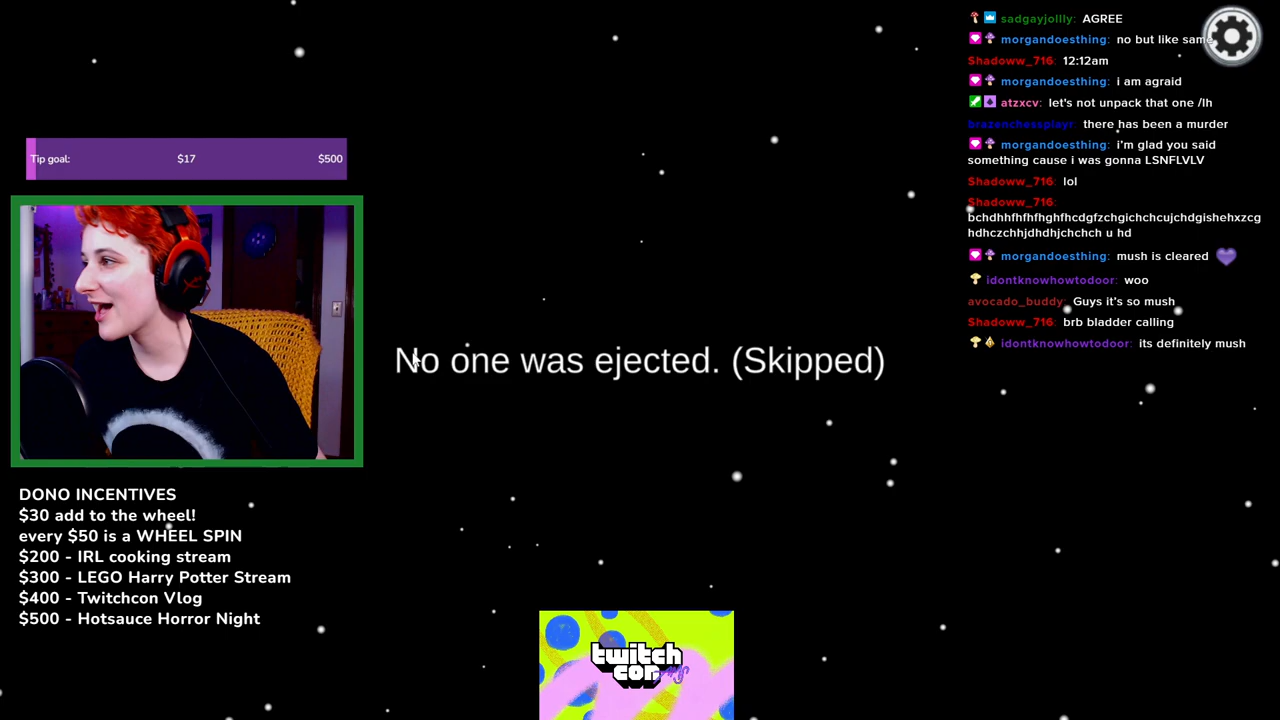 Tip goal: $17 $500
DONO INCENTIVES
$30 add to the wheel!
every $50 is a WHEEL SPIN
$200 - IRL cooking stream
$300 - LEGO Harry Potter Stream
$400 - Twitchcon Vlog
$500 - Hotsauce Horror Night
No one was ejected. (Skipped)
twitch
con
sadgayjollly: AGREE
morgandoesthing: no but like same
Shadoww_716: 12:12am
morgandoesthing: i am agraid
atzxcv: let's not unpack that one /lh
brazenchessplayr: there has been a murder
morgandoesthing: i'm glad you said
something cause i was gonna LSNFLVLV
Shadoww_716: lol
Shadoww_716:
bchdhhfhfhfhghfhcdgfzchgichchcujchdgishehxzcg
hdhczchhjdhdhjchchch u hd
morgandoesthing: mush is cleared
idontknowhowtodoor: woo
avocado_buddy: Guys it's so mush
Shadoww_716: brb bladder calling
idontknowhowtodoor: its definitely mush